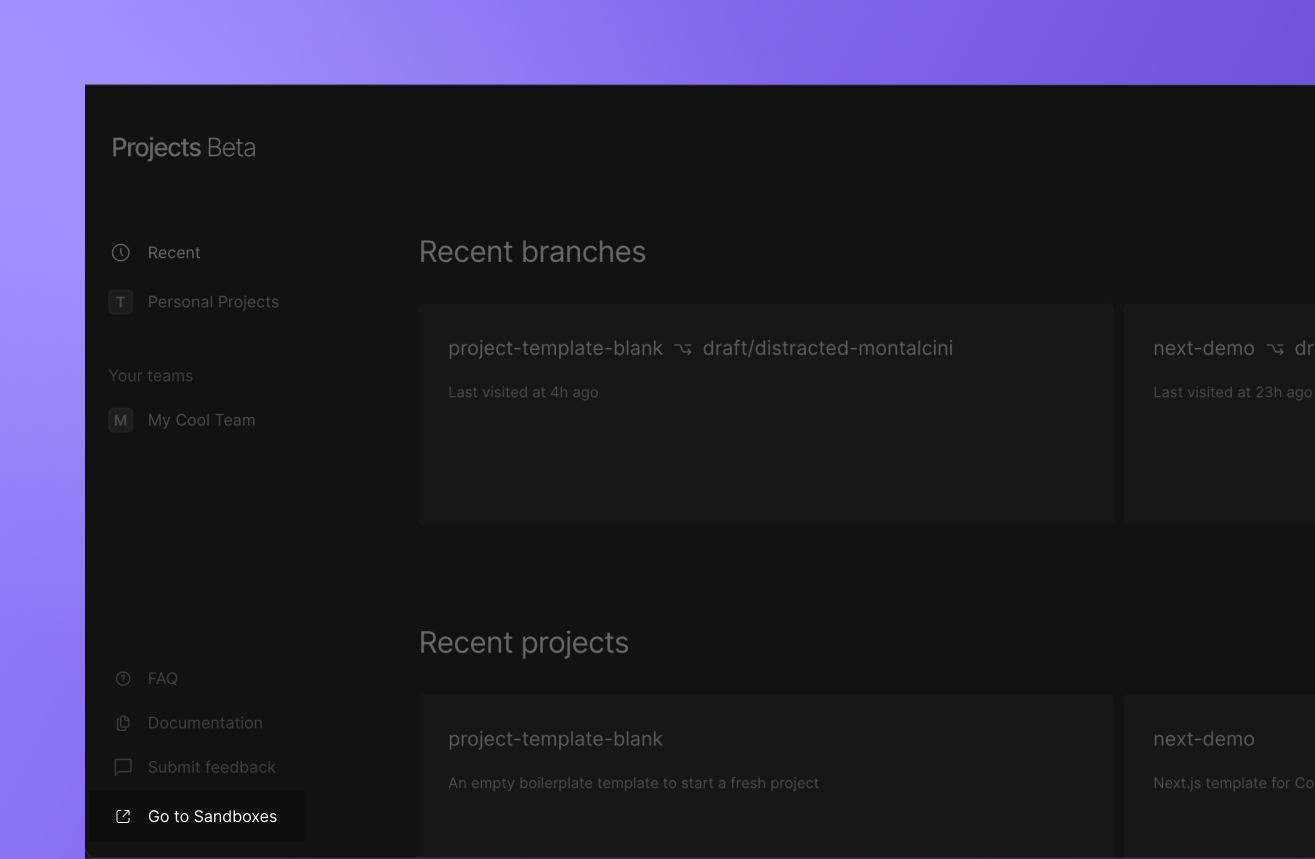 Projects Beta
Recent
T Personal Projects
Your teams
M My Cool Team
FAQ
Documentation
Submit feedback
Go to Sandboxes
Recent branches
project-template-blank draft/distracted-montalcini
Last visited at 4h ago
next-demo
Last visited at 23h ago
Recent projects
project-template-blank
An empty boilerplate template to start a fresh project
next-demo
Next.js template for